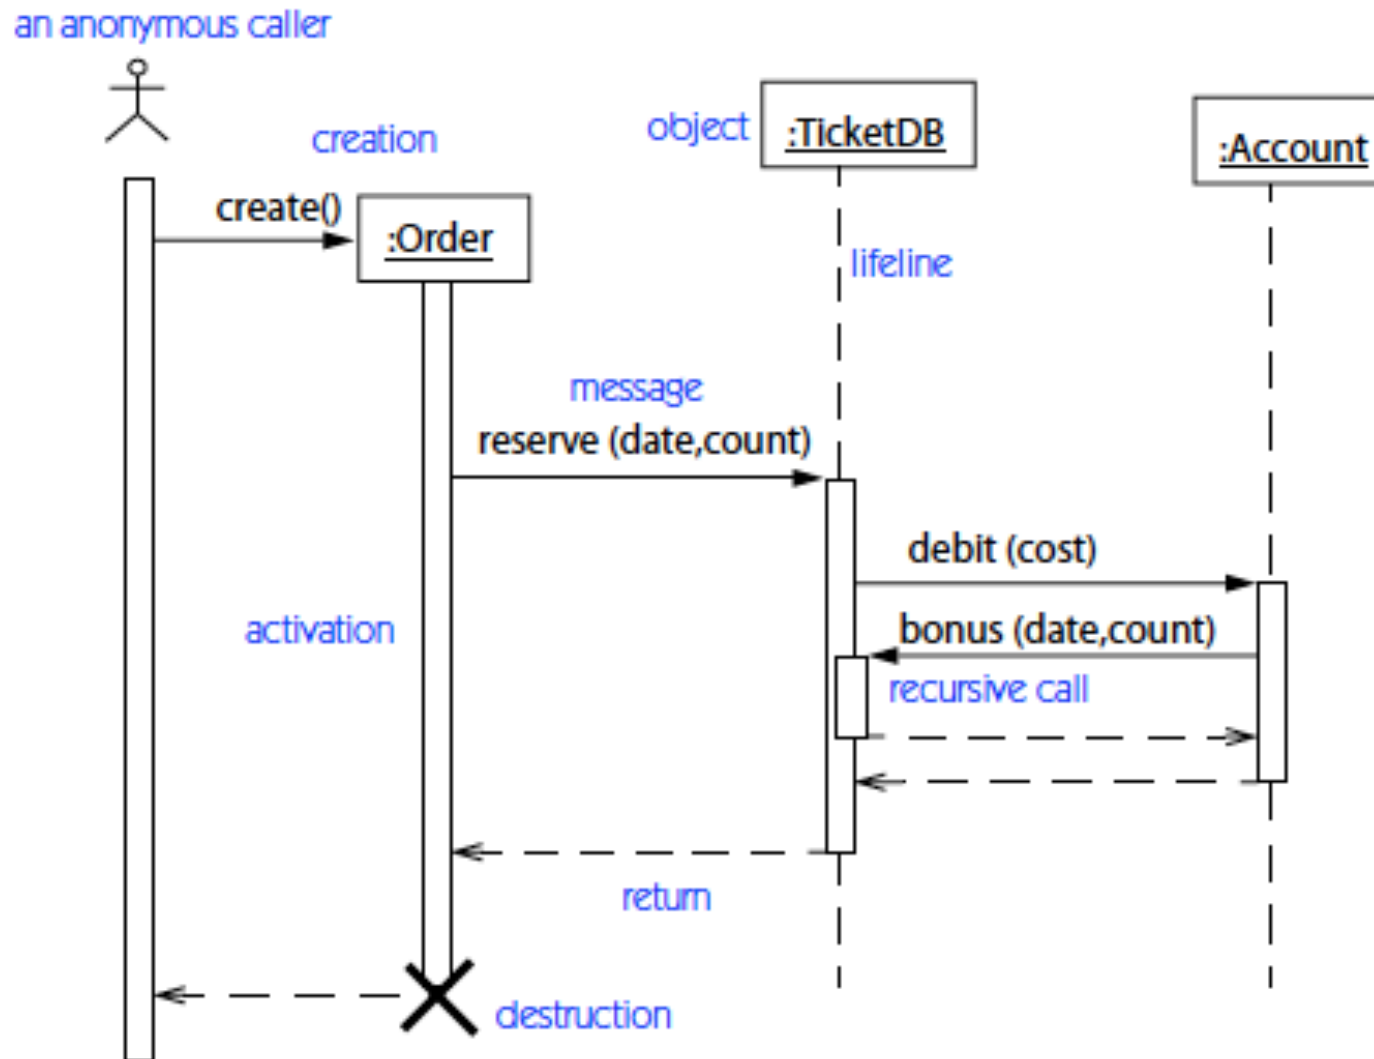 an anonymous caller
creation
object
:TicketDB
:Account
create()
:Order
lifeline
message
reserve (date,count)
debit (cost)
activation
bonus (date,count)
recursive call
return
destruction